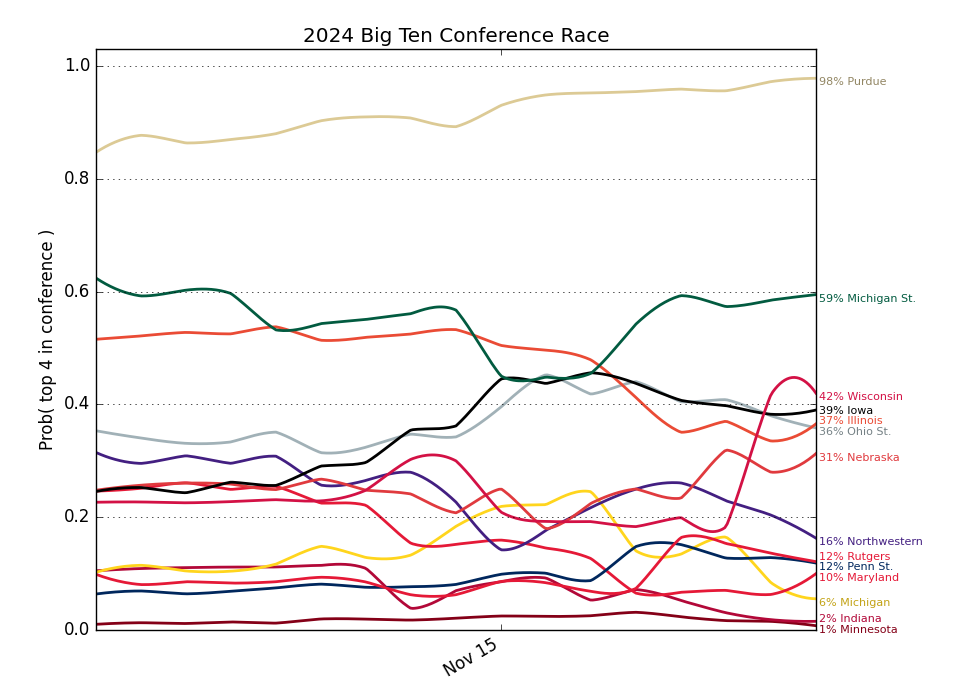 2024 Big Ten Conference Race
Prob( top 4 in conference )
1.0
0.8
0.6
0.4
0.2
0.0
Nov 15
98% Purdue
59% Michigan St.
42% Wisconsin
39% Iowa
37% Illinois
36% Ohio St.
31% Nebraska
16% Northwestern
12% Rutgers
12% Penn St.
10% Maryland
6% Michigan
2% Indiana
1% Minnesota